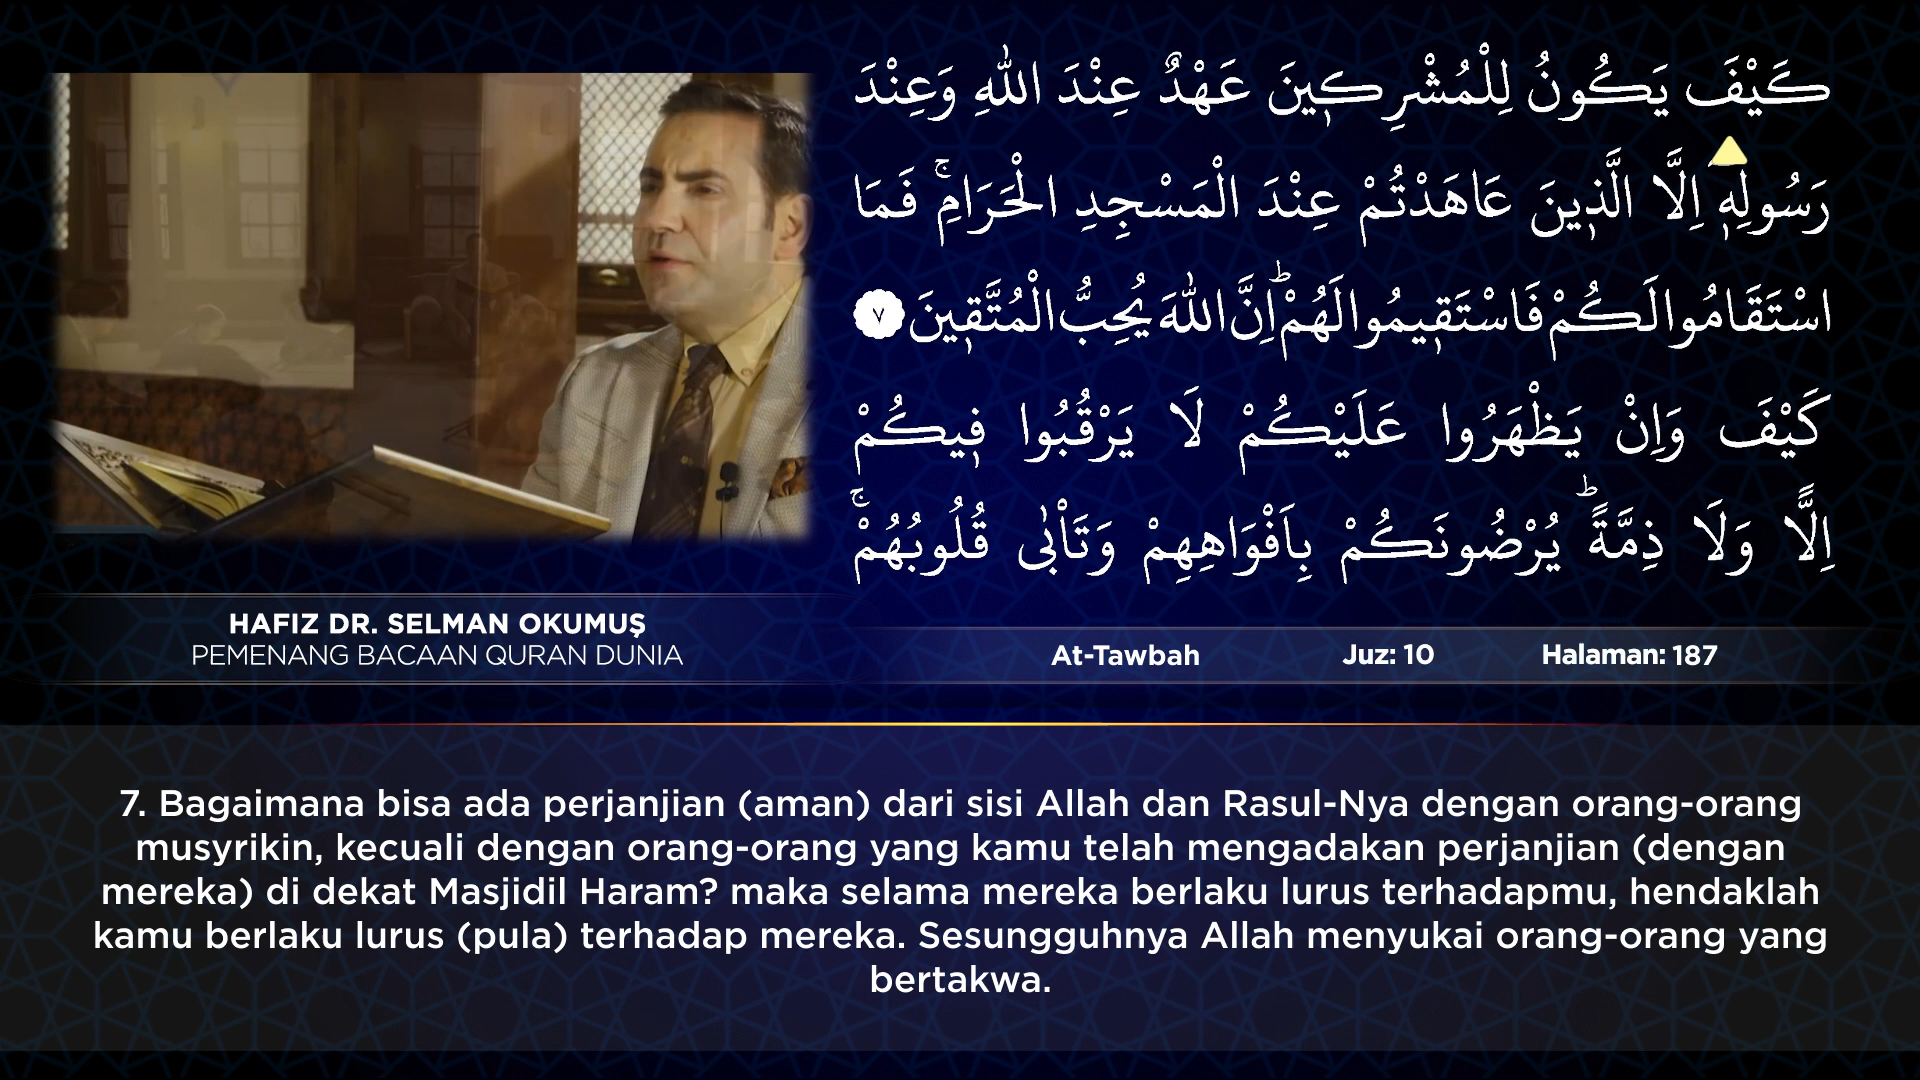 كَيْفَ يَكُونُ لِلْمُشْرِكٖينَ عَهْدٌ عِنْدَ اللّٰهِ وَعِنْدَ
رَسُولِهٖٓ اِلَّا الَّذٖينَ عَاهَدْتُمْ عِنْدَ الْمَسْجِدِ الْحَرَامِۚ فَمَا
اسْتَقَامُوا لَكُمْ فَاسْتَقٖيمُوا لَهُمْؕ اِنَّ اللّٰهَ يُحِبُّ الْمُتَّقٖينَ ٧
كَيْفَ وَاِنْ يَظْهَرُوا عَلَيْكُمْ لَا يَرْقُبُوا فٖيكُمْ
اِلًّا وَلَا ذِمَّةًؕ يُرْضُونَكُمْ بِاَفْوَاهِهِمْ وَتَاْبٰى قُلُوبُهُمْۚ
HAFIZ DR. SELMAN OKUMUŞ
PEMENANG BACAAN QURAN DUNIA
At-Tawbah Juz: 10 Halaman: 187
7. Bagaimana bisa ada perjanjian (aman) dari sisi Allah dan Rasul-Nya dengan orang-orang
musyrikin, kecuali dengan orang-orang yang kamu telah mengadakan perjanjian (dengan
mereka) di dekat Masjidil Haram? maka selama mereka berlaku lurus terhadapmu, hendaklah
kamu berlaku lurus (pula) terhadap mereka. Sesungguhnya Allah menyukai orang-orang yang
bertakwa.